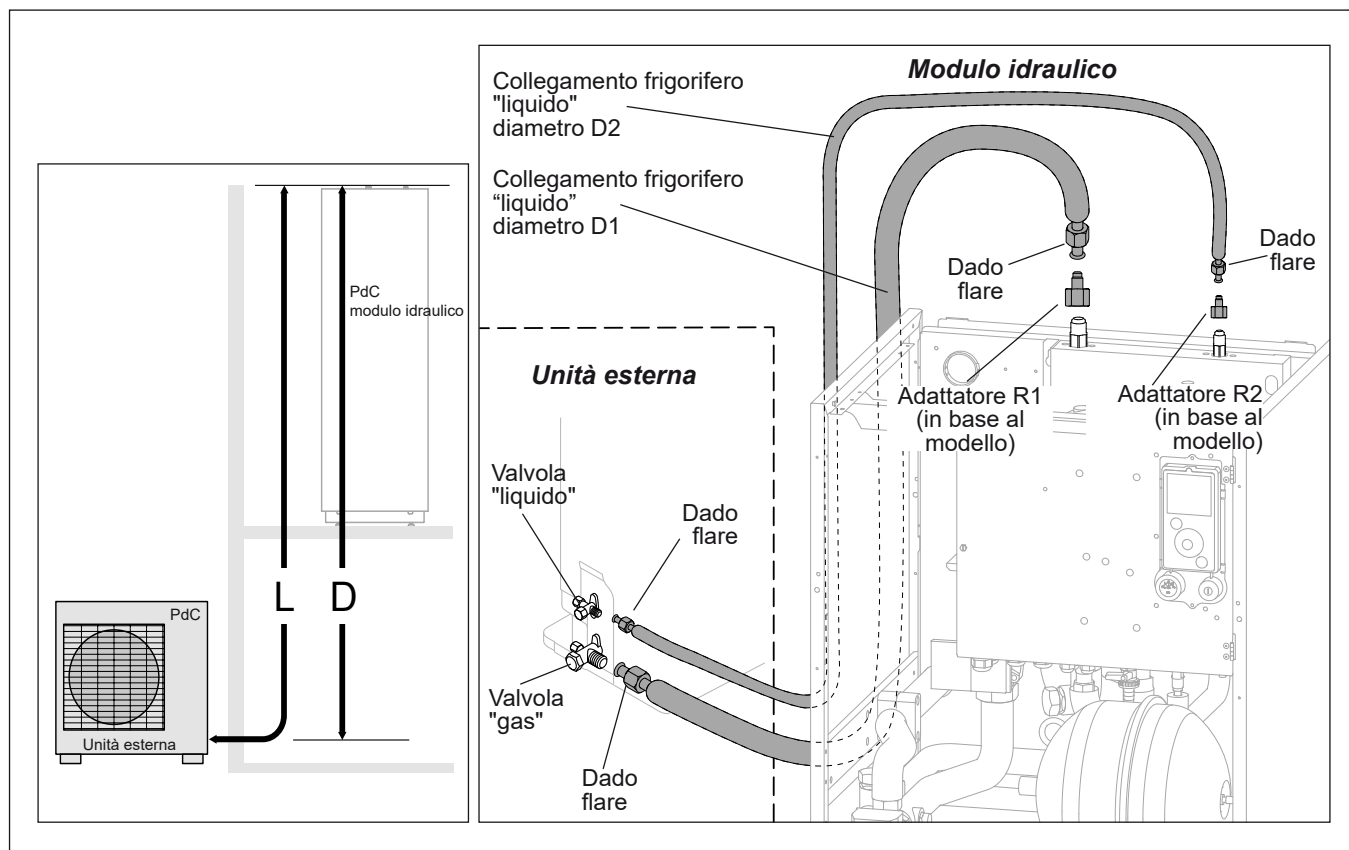 PdC
modulo idraulico
L
D
PdC
Unità esterna
Modulo idraulico
Collegamento frigorifero
"liquido"
diametro D2
Collegamento frigorifero
“liquido”
diametro D1
Dado
flare
Dado
flare
Adattatore R1
(in base al
modello)
Adattatore R2
(in base al
modello)
Unità esterna
Valvola
"liquido"
Dado
flare
Valvola
"gas"
Dado
flare